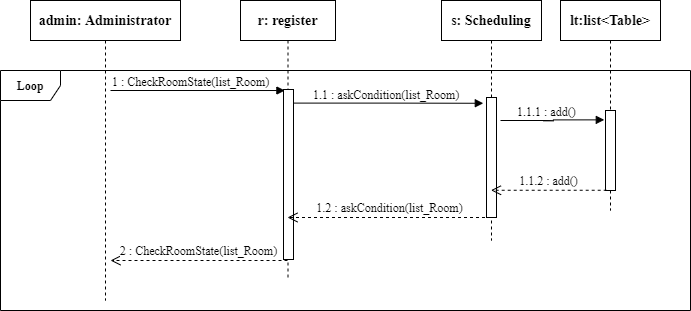 admin: Administrator
r: register
s: Scheduling
lt:list<Table>
Loop
1 : CheckRoomState(list_Room)
1.1 : askCondition(list_Room)
1.1.1 : add()
1.1.2 : add()
1.2 : askCondition(list_Room)
2 : CheckRoomState(list_Room)